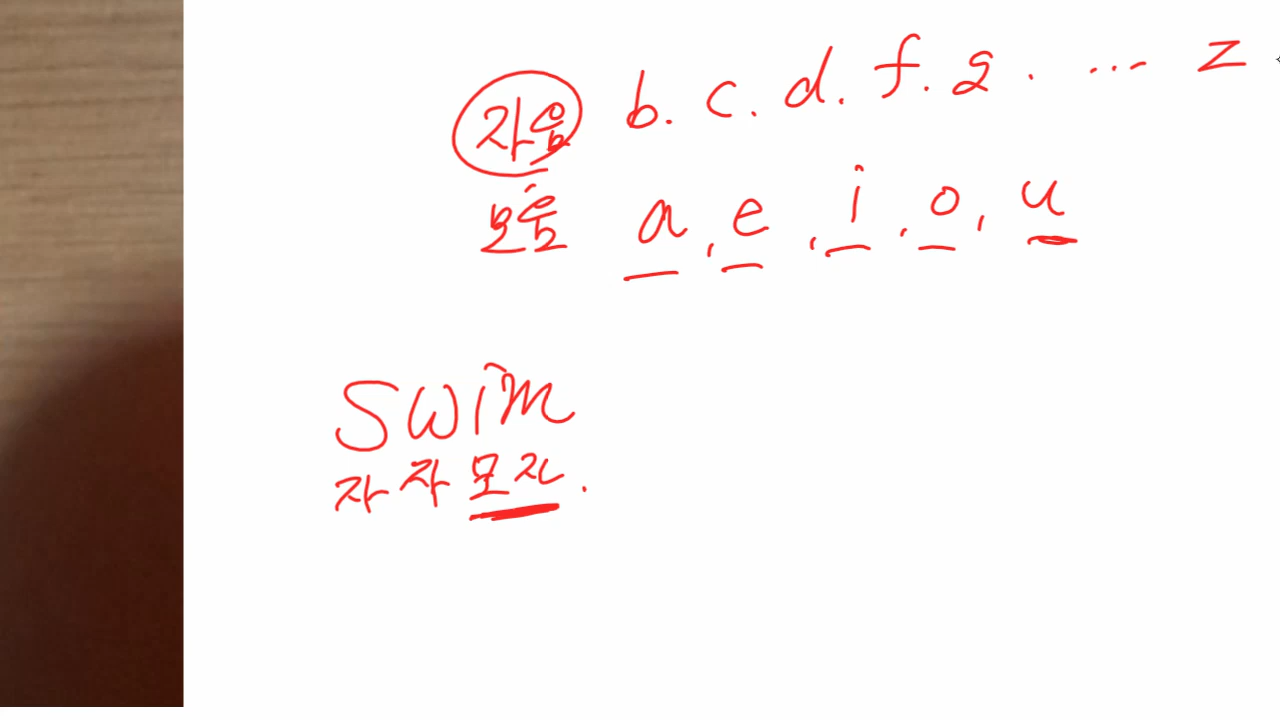 자음 b. c. d. f. g. ... z
모음 a, e, i, o, u
swim
자 자 모 자.